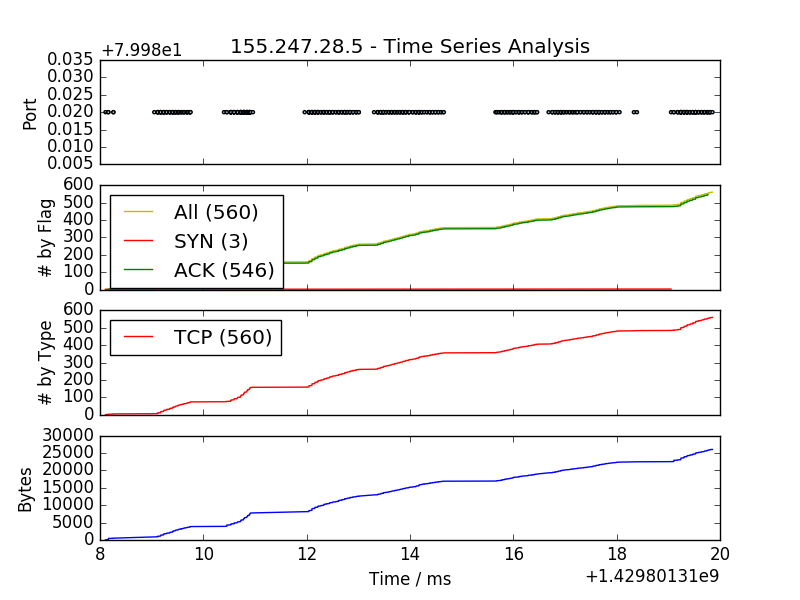 +7.998e1
155.247.28.5 - Time Series Analysis
0.035
0.030
0.025
0.020
0.015
0.010
0.005
Port
600
500
400
300
200
100
0
# by Flag
All (560)
SYN (3)
ACK (546)
600
500
400
300
200
100
0
# by Type
TCP (560)
30000
25000
20000
15000
10000
5000
0
Bytes
8 10 12 14 16 18 20
Time / ms
+1.42980131e9